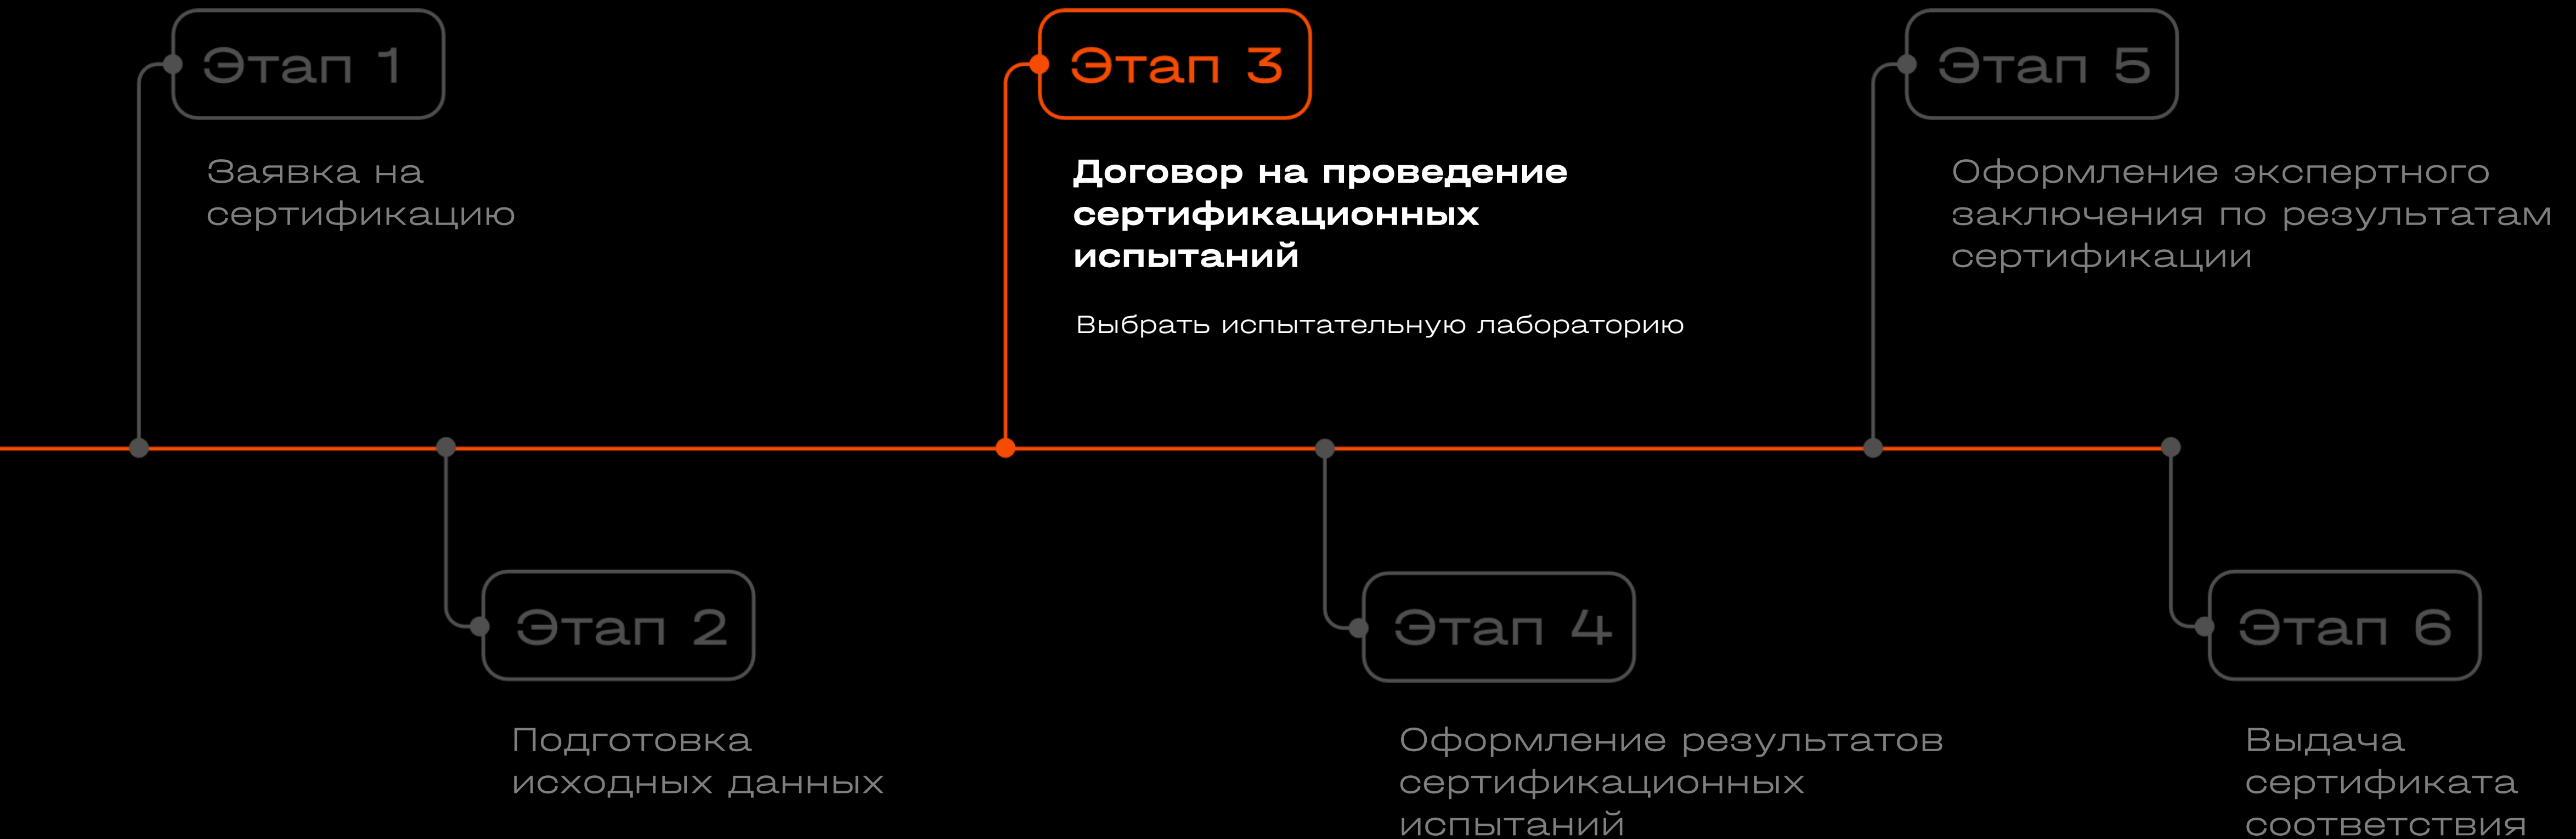 Этап 1
Заявка на
сертификацию
Этап 2
Подготовка
исходных данных
Этап 3
Договор на проведение
сертификационных
испытаний
Выбрать испытательную лабораторию
Этап 4
Оформление результатов
сертификационных
испытаний
Этап 5
Оформление экспертного
заключения по результатам
сертификации
Этап 6
Выдача
сертификата
соответствия